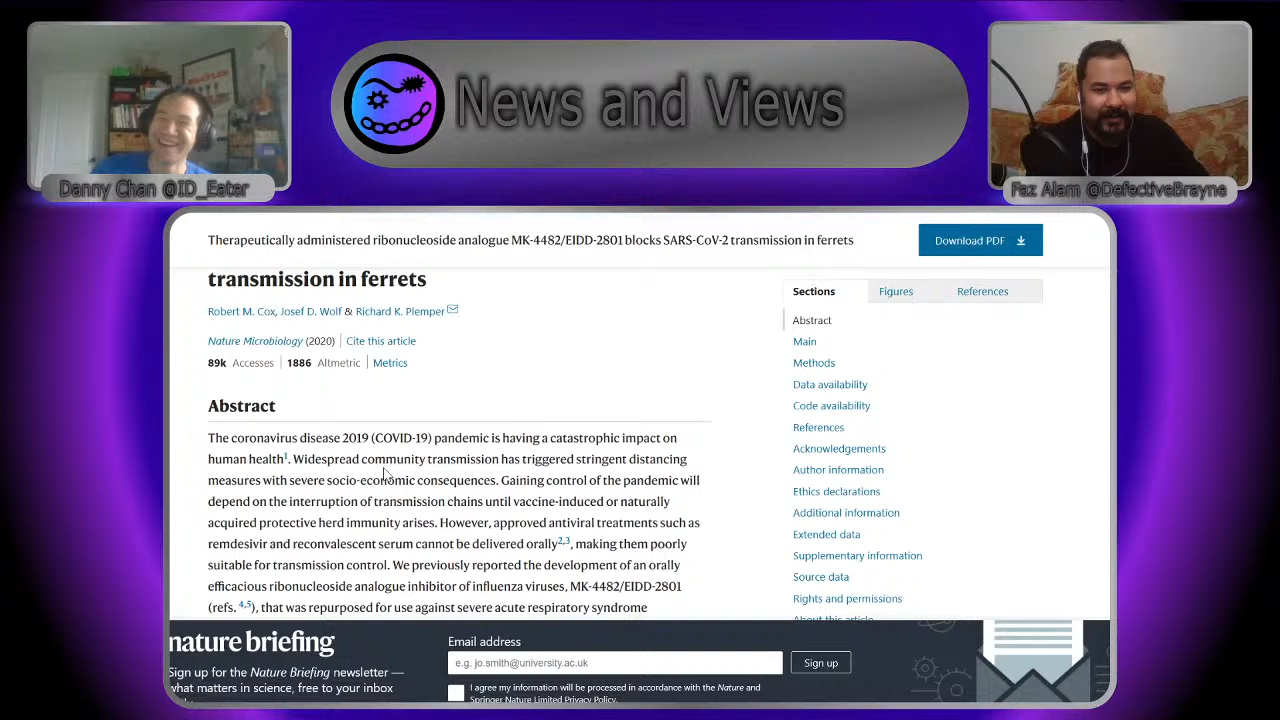 News and Views
Danny Chan @ID_Eater
Faz Alam @DefectiveBrayne
Therapeutically administered ribonucleoside analogue MK-4482/EIDD-2801 blocks SARS-CoV-2 transmission in ferrets
Download PDF
transmission in ferrets
Robert M. Cox, Josef D. Wolf & Richard K. Plemper
Nature Microbiology (2020) | Cite this article
89k Accesses | 1886 Altmetric | Metrics
Abstract
The coronavirus disease 2019 (COVID-19) pandemic is having a catastrophic impact on
human health1. Widespread community transmission has triggered stringent distancing
measures with severe socio-economic consequences. Gaining control of the pandemic will
depend on the interruption of transmission chains until vaccine-induced or naturally
acquired protective herd immunity arises. However, approved antiviral treatments such as
remdesivir and reconvalescent serum cannot be delivered orally2,3, making them poorly
suitable for transmission control. We previously reported the development of an orally
efficacious ribonucleoside analogue inhibitor of influenza viruses, MK-4482/EIDD-2801
(refs. 4,5), that was repurposed for use against severe acute respiratory syndrome
Sections
Figures
References
Abstract
Main
Methods
Data availability
Code availability
References
Acknowledgements
Author information
Ethics declarations
Additional information
Extended data
Supplementary information
Source data
Rights and permissions
About this article
nature briefing
Sign up for the Nature Briefing newsletter —
what matters in science, free to your inbox
Email address
e.g. jo.smith@university.ac.uk
Sign up
I agree my information will be processed in accordance with the Nature and
Springer Nature Limited Privacy Policy.